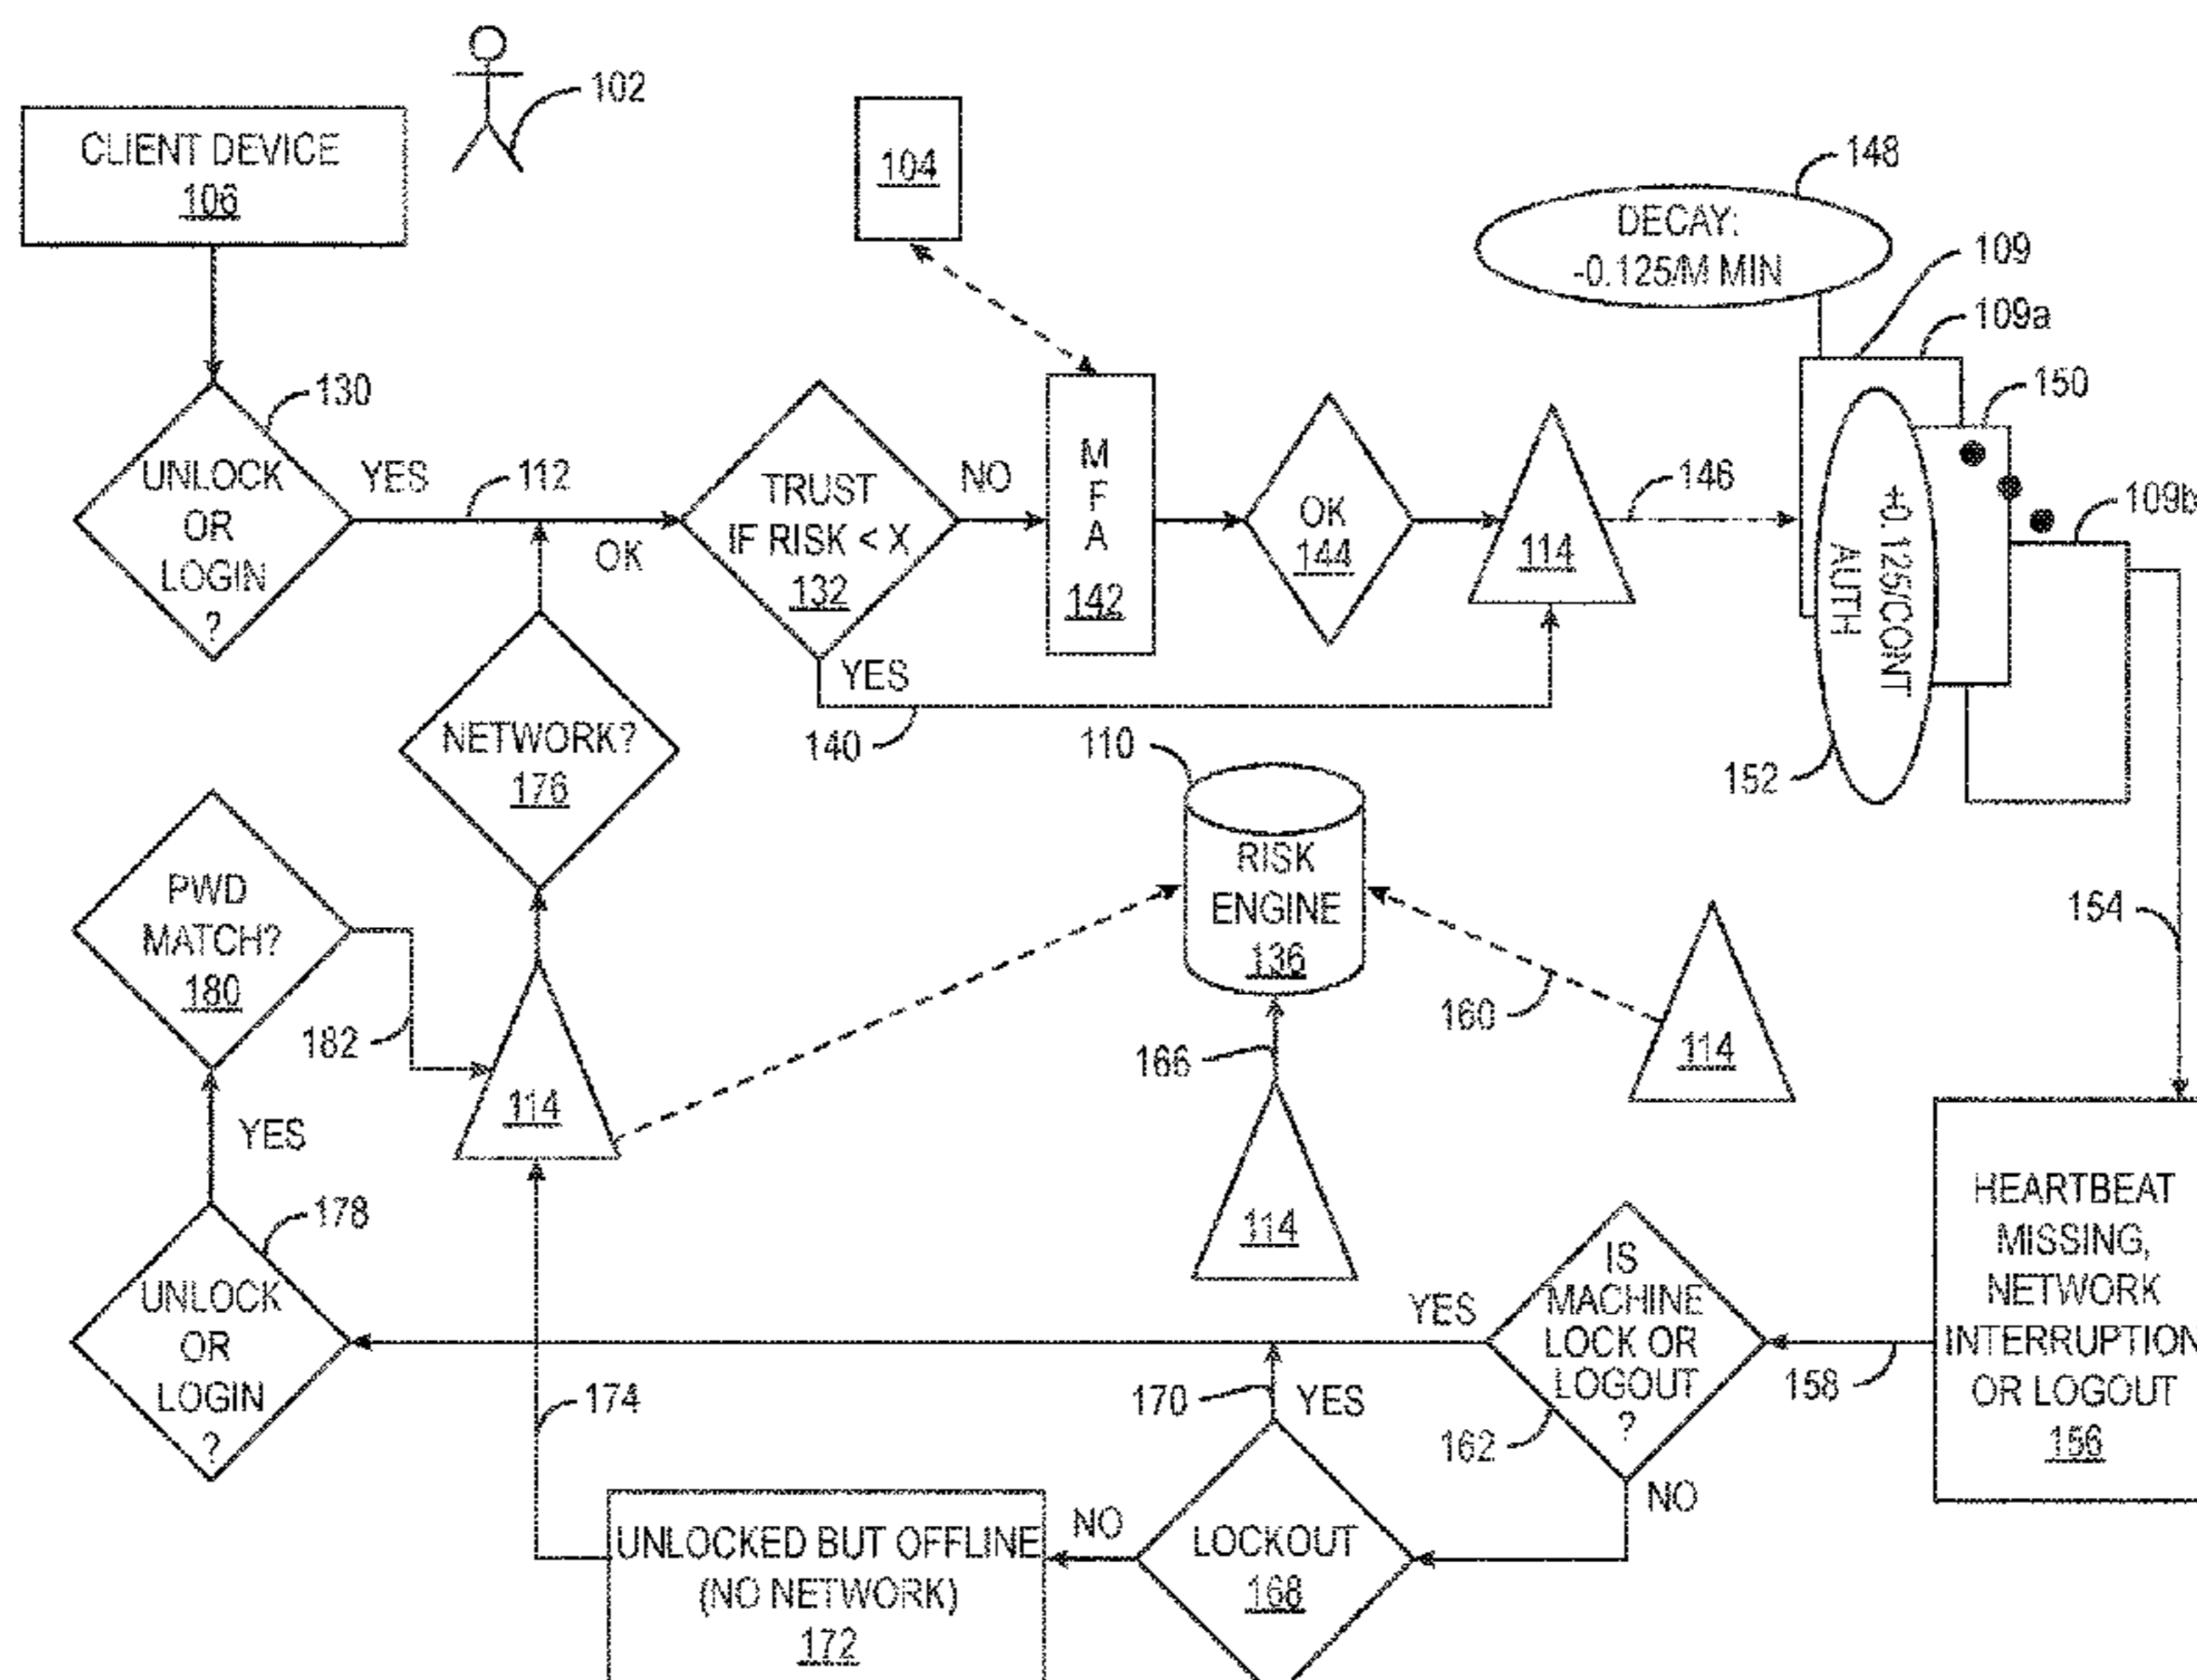 CLIENT DEVICE
106
102
104
148
DECAY:
-0.125/M MIN
109
109a
130
UNLOCK
OR
LOGIN
?
YES
112
OK
TRUST
IF RISK < X
132
NO
YES
140
M
F
A
142
OK
144
114
146
150
+0.125/CONT
AUTH
109b
152
NETWORK?
176
110
RISK
ENGINE
136
154
PWD
MATCH?
180
182
114
166
160
114
114
YES
178
UNLOCK
OR
LOGIN
?
HEARTBEAT
MISSING,
NETWORK
INTERRUPTION
OR LOGOUT
156
158
IS
MACHINE
LOCK OR
LOGOUT
?
162
YES
NO
170
YES
174
LOCKOUT
168
NO
UNLOCKED BUT OFFLINE
(NO NETWORK)
172